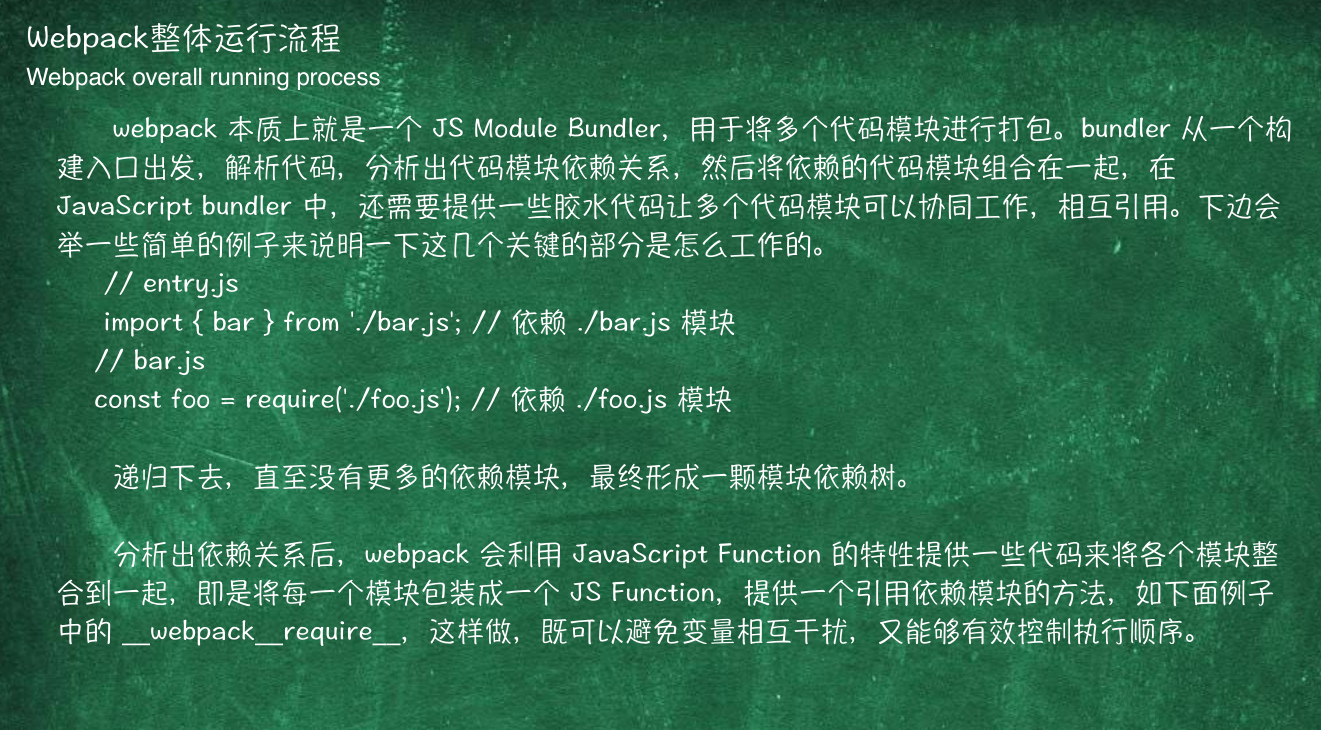 Webpack整体运行流程
Webpack overall running process
webpack 本质上就是一个 JS Module Bundler，用于将多个代码模块进行打包。bundler 从一个构
建入口出发，解析代码，分析出代码模块依赖关系，然后将依赖的代码模块组合在一起，在
JavaScript bundler 中，还需要提供一些胶水代码让多个代码模块可以协同工作，相互引用。下边会
举一些简单的例子来说明一下这几个关键的部分是怎么工作的。
// entry.js
import { bar } from './bar.js'; // 依赖 ./bar.js 模块
// bar.js
const foo = require('./foo.js'); // 依赖 ./foo.js 模块
递归下去，直至没有更多的依赖模块，最终形成一颗模块依赖树。
分析出依赖关系后，webpack 会利用 JavaScript Function 的特性提供一些代码来将各个模块整
合到一起，即是将每一个模块包装成一个 JS Function，提供一个引用依赖模块的方法，如下面例子
中的 __webpack__require__，这样做，既可以避免变量相互干扰，又能够有效控制执行顺序。